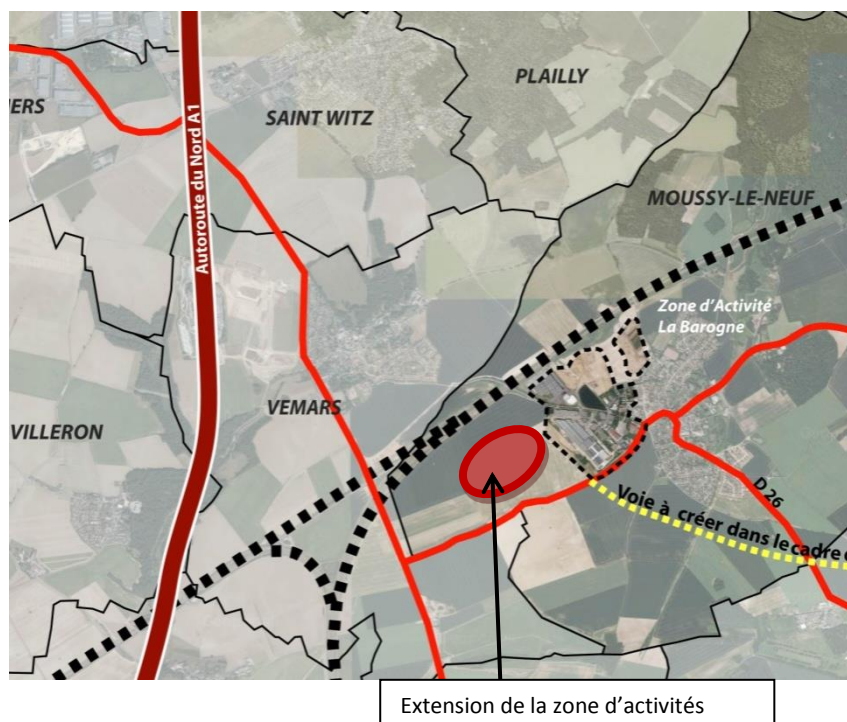 PLAILLY
IERS
SAINT WITZ
Autoroute du Nord A1
MOUSSY-LE-NEUF
Zone d'Activité
La Barogne
VEMARS
VILLERON
D 26
Voie à créer dans le cadre
Extension de la zone d'activités